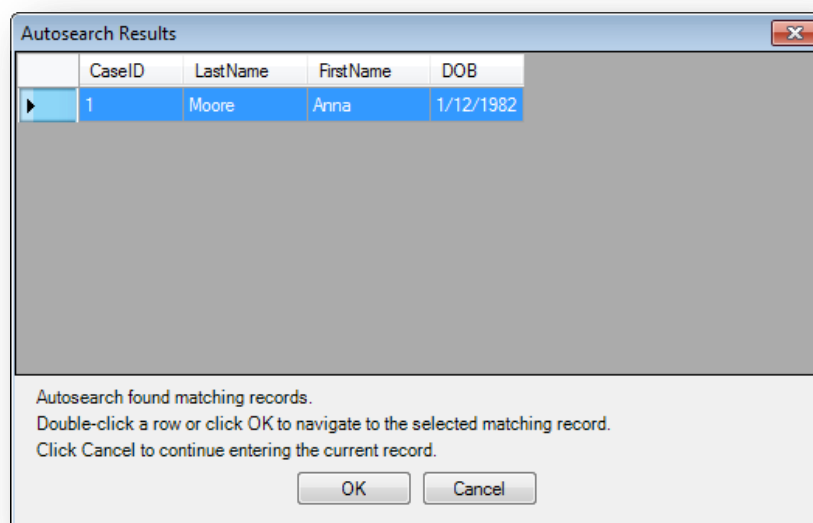 Autosearch Results
CaseID LastName FirstName DOB
1 Moore Anna 1/12/1982
Autosearch found matching records.
Double-click a row or click OK to navigate to the selected matching record.
Click Cancel to continue entering the current record.
OK Cancel